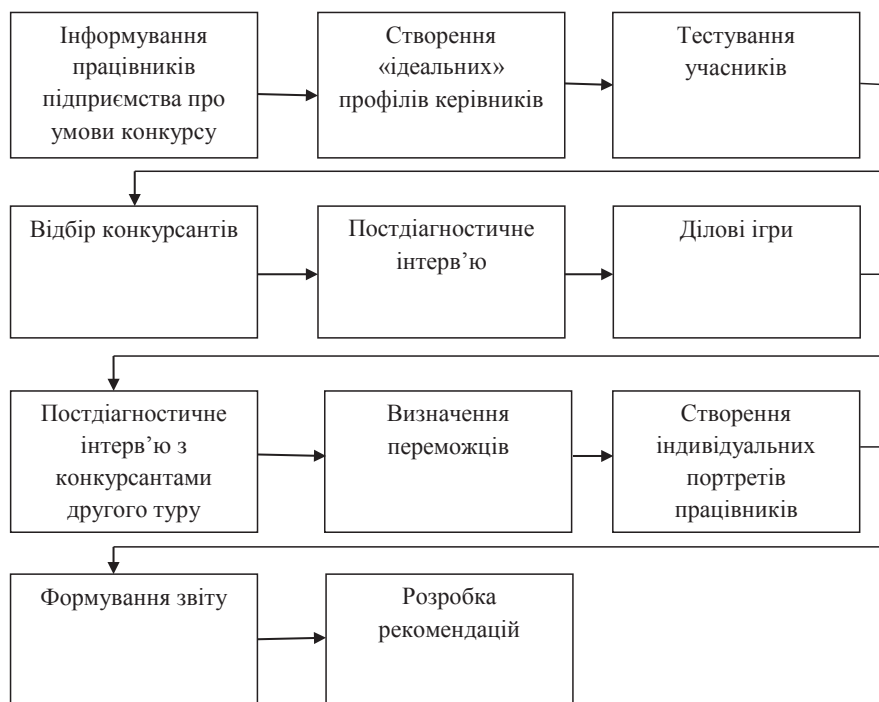 Інформування
працівників
підприємства про
умови конкурсу
Створення
«ідеальних»
профілів керівників
Тестування
учасників
Відбір конкурсантів
Постдіагностичне
інтерв’ю
Ділові ігри
Постдіагностичне
інтерв’ю з
конкурсантами
другого туру
Визначення
переможців
Створення
індивідуальних
портретів
працівників
Формування звіту
Розробка
рекомендацій